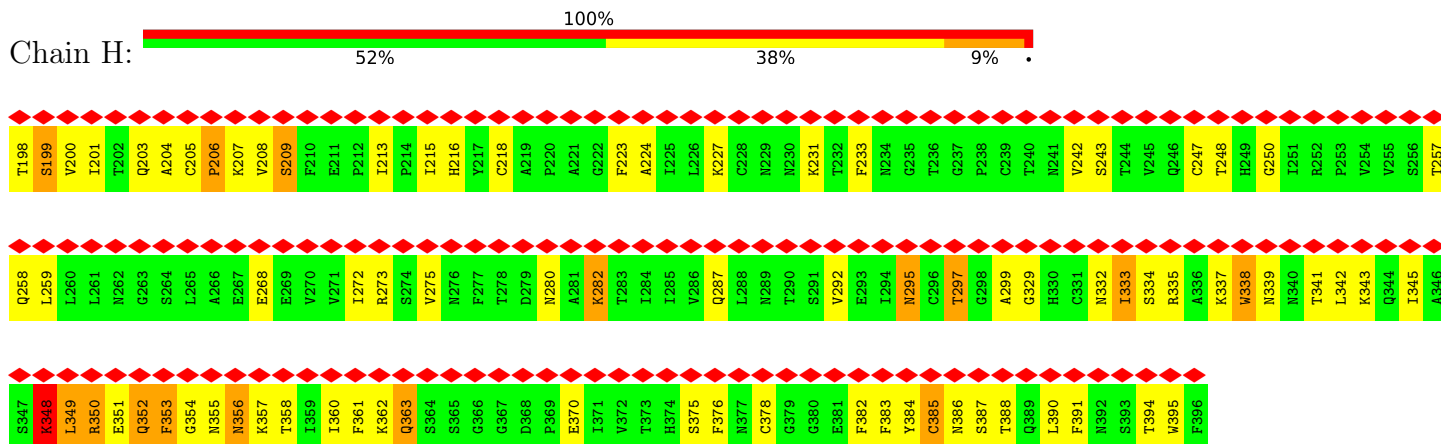 100%
Chain H:
52% 38% 9% •
T198 S199 V200 I201 T202 Q203 A204 C205 P206 K207 V208 S209 F210 E211 P212 I213 P214 I215 H216 Y217 C218 A219 P220 A221 G222 F223 A224 I225 L226 K227 C228 N229 N230 K231 T232 F233 N234 G235 T236 G237 P238 C239 T240 N241 V242 S243 T244 V245 Q246 C247 T248 H249 G250 I251 R252 P253 V254 V255 S256 T257
Q258 L259 L260 L261 N262 G263 S264 L265 A266 E267 E268 E269 V270 V271 I272 R273 S274 V275 N276 F277 T278 D279 N280 A281 K282 T283 I284 I285 V286 Q287 L288 N289 T290 S291 V292 E293 I294 N295 C296 T297 G298 A299 G329 H330 C331 N332 I333 S334 R335 A336 K337 W338 N339 N340 T341 L342 K343 Q344 I345 A346
S347 K348 L349 R350 E351 Q352 F353 G354 N355 N356 K357 T358 I359 I360 F361 K362 Q363 S364 S365 G366 G367 D368 P369 E370 I371 V372 T373 H374 S375 F376 N377 C378 G379 G380 E381 F382 F383 Y384 C385 N386 S387 T388 Q389 L390 F391 N392 S393 T394 W395 F396